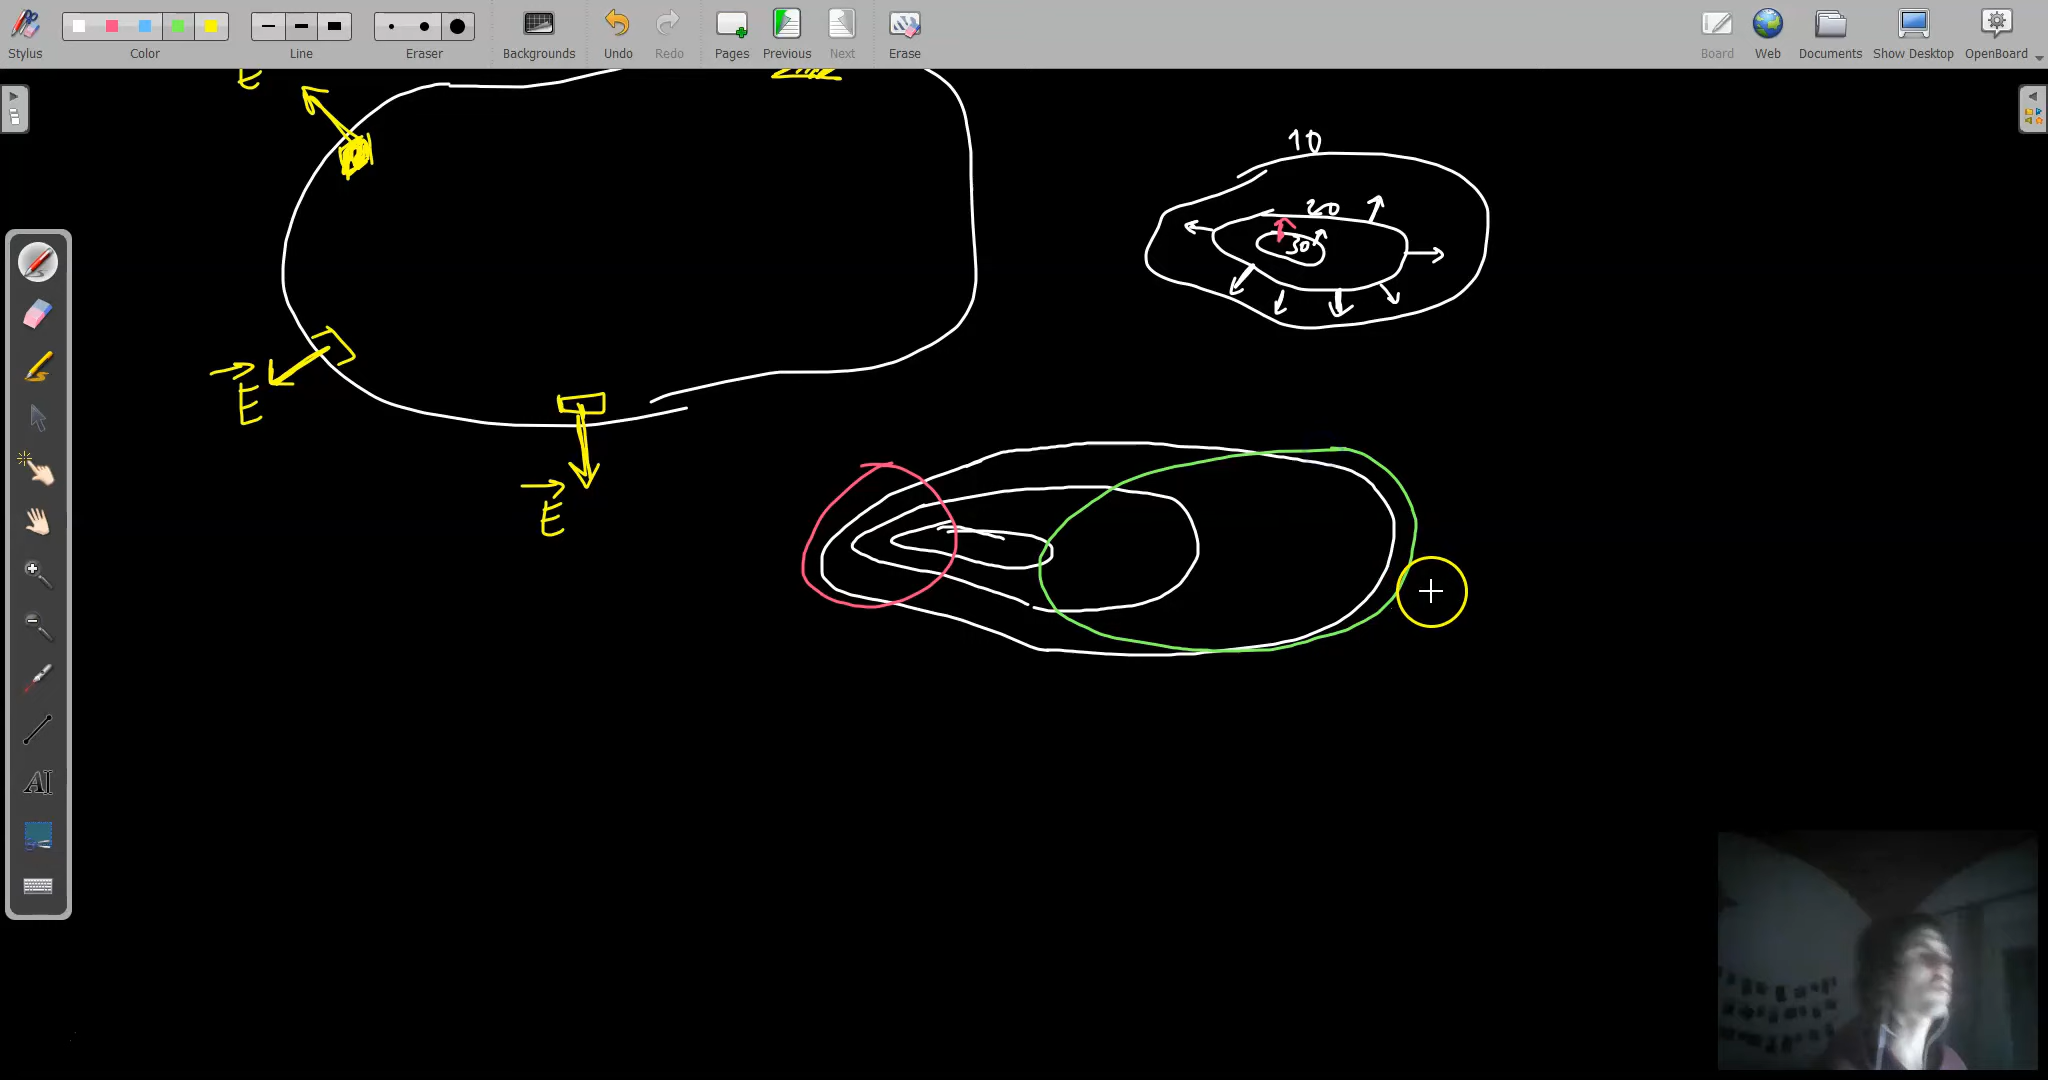 Stylus
Color
Line
Eraser
Backgrounds
Undo
Redo
Pages
Previous
Next
Erase
Board
Web
Documents
Show Desktop
OpenBoard
E
10
20
30
E
E
AI